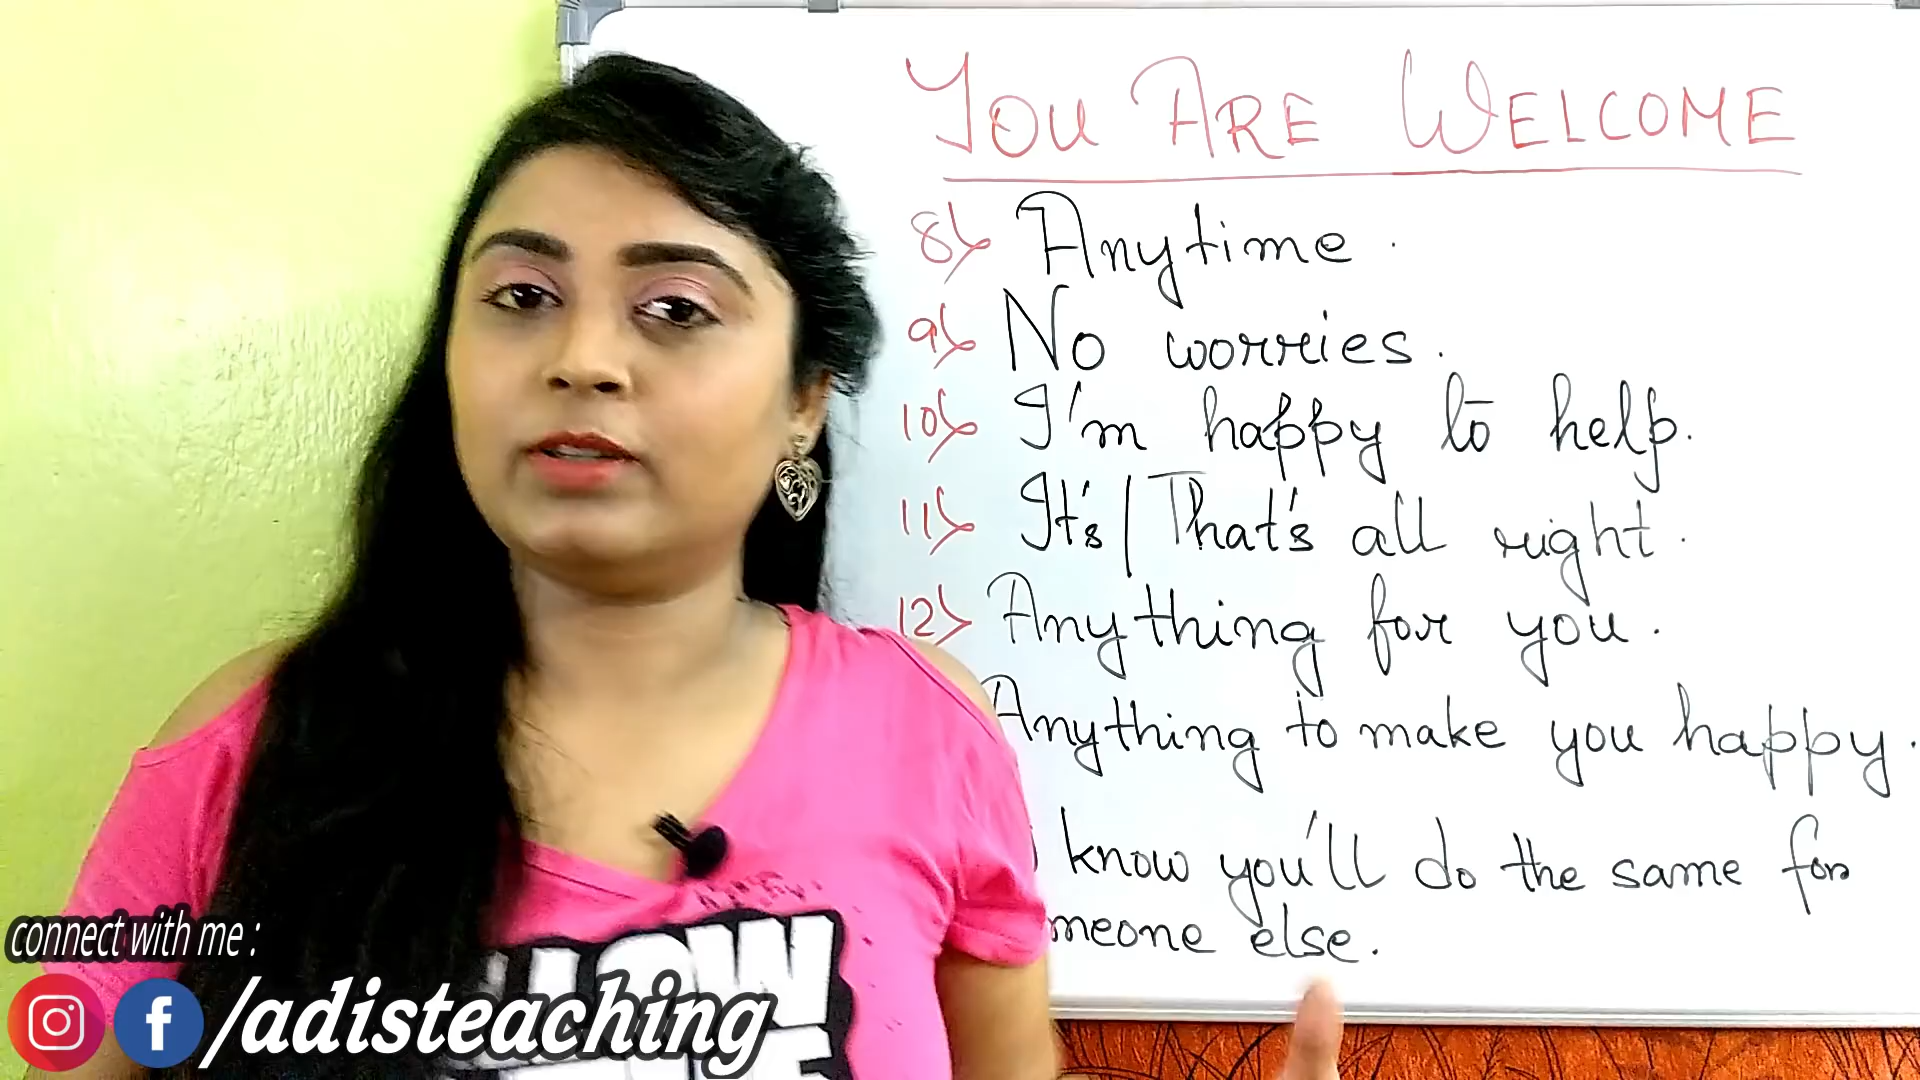 YOU ARE WELCOME
8) Anytime.
9) No worries.
10) I'm happy to help.
11) It's/That's all right.
12) Anything for you.
Anything to make you happy.
know you'll do the same for
meone else.
connect with me :
/adisteaching